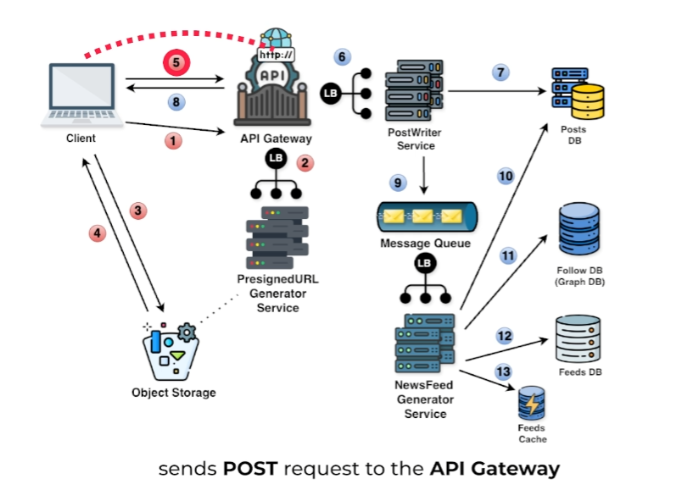 http://
5
API
6
LB
7
8
Client
1
API Gateway
PostWriter
Service
Posts
DB
LB
2
3
4
9
10
PresignedURL
Generator
Service
Message Queue
LB
11
Follow DB
(Graph DB)
12
13
Object Storage
NewsFeed
Generator
Service
Feeds DB
Feeds
Cache
sends POST request to the API Gateway